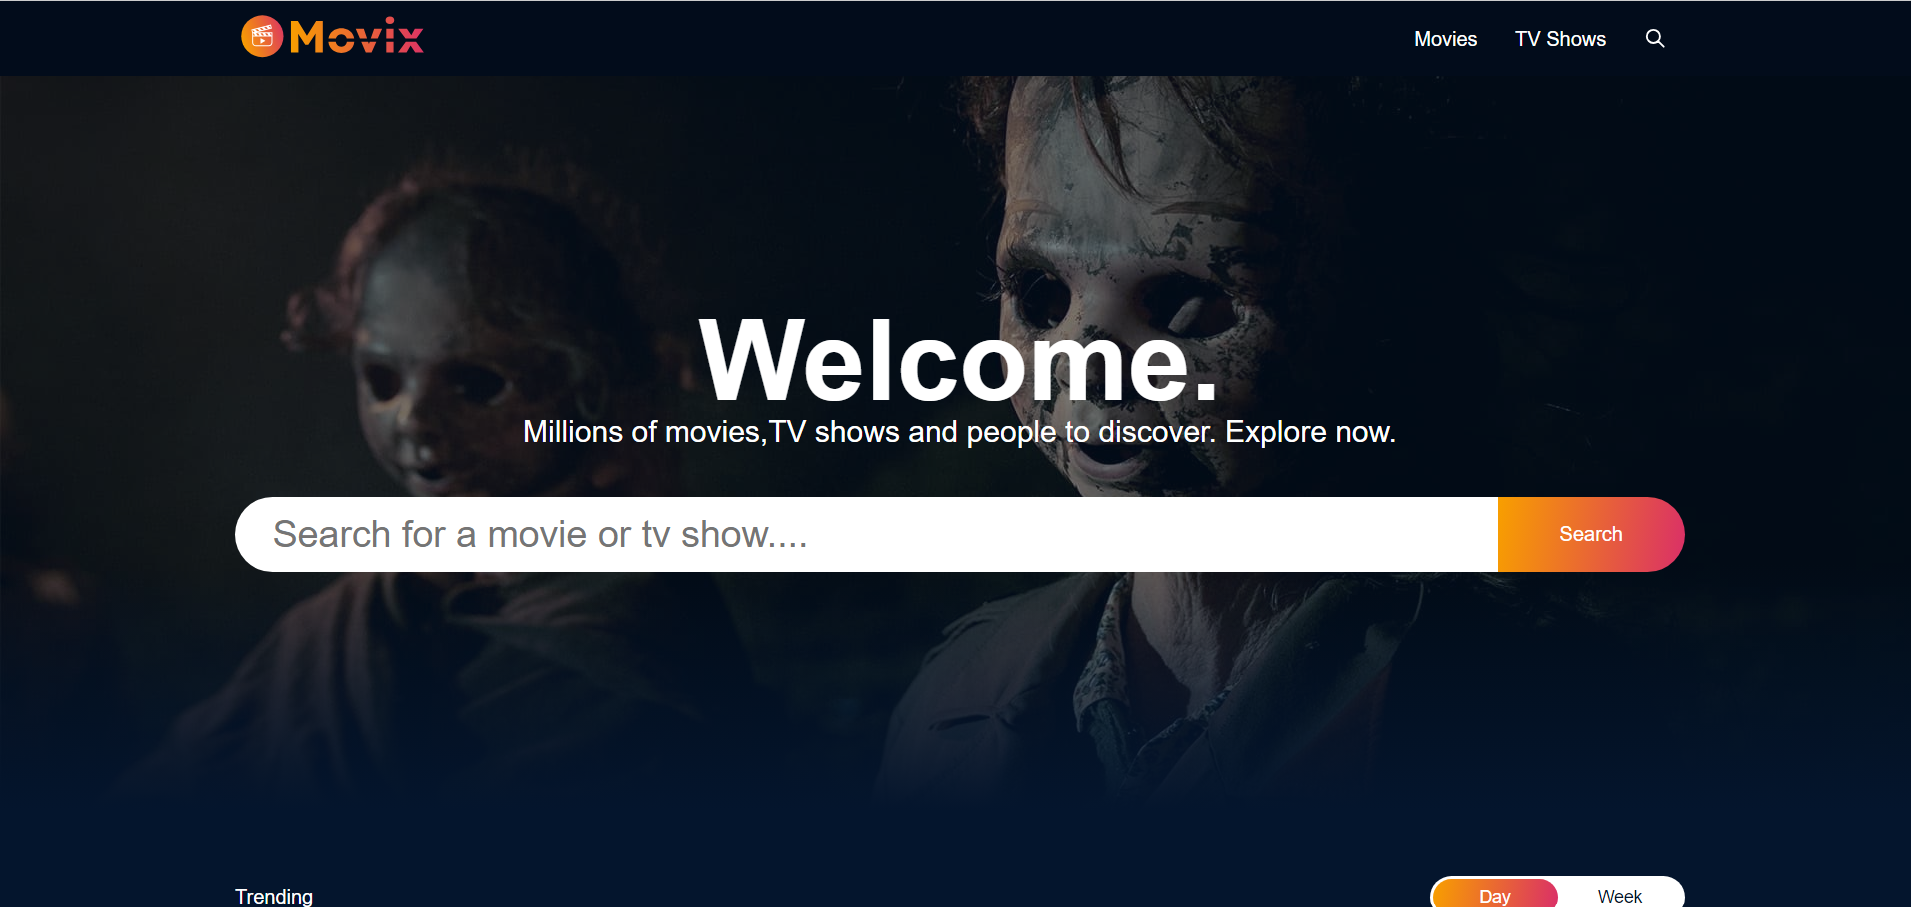 Movix
Movies
TV Shows
Welcome.
Millions of movies,TV shows and people to discover. Explore now.
Search for a movie or tv show....
Search
Trending
Day
Week